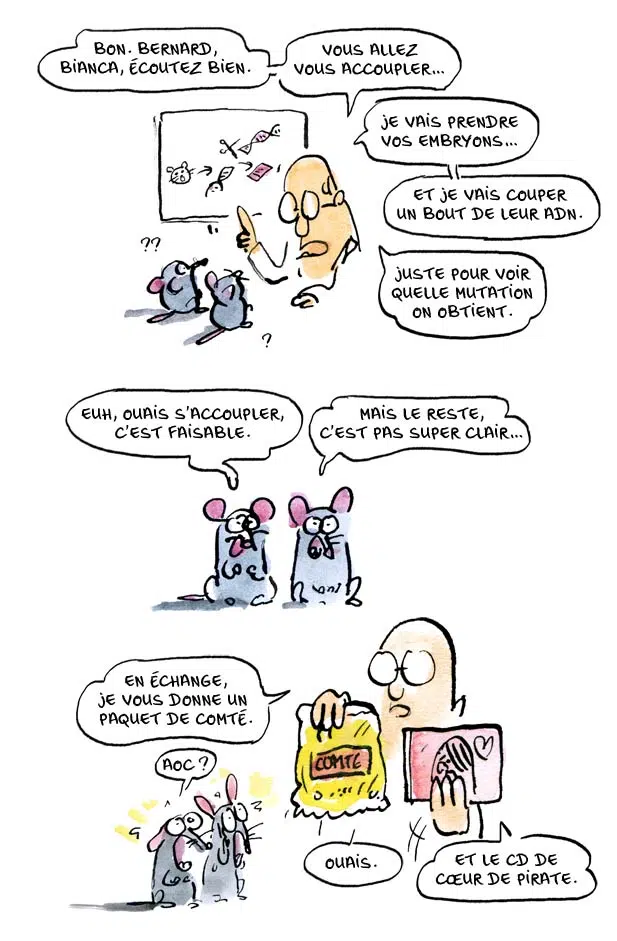 BON. BERNARD,
BIANCA, ÉCOUTEZ BIEN.
VOUS ALLEZ
VOUS ACCOUPLER...
JE VAIS PRENDRE
VOS EMBRYONS...
ET JE VAIS COUPER
UN BOUT DE LEUR ADN.
JUSTE POUR VOIR
QUELLE MUTATION
ON OBTIENT.
??
?
EUH, OUAIS S'ACCOUPLER,
C'EST FAISABLE.
MAIS LE RESTE,
C'EST PAS SUPER CLAIR...
EN ÉCHANGE,
JE VOUS DONNE UN
PAQUET DE COMTÉ.
COMTE
AOC ?
OUAIS.
ET LE CD DE
CŒUR DE PIRATE.